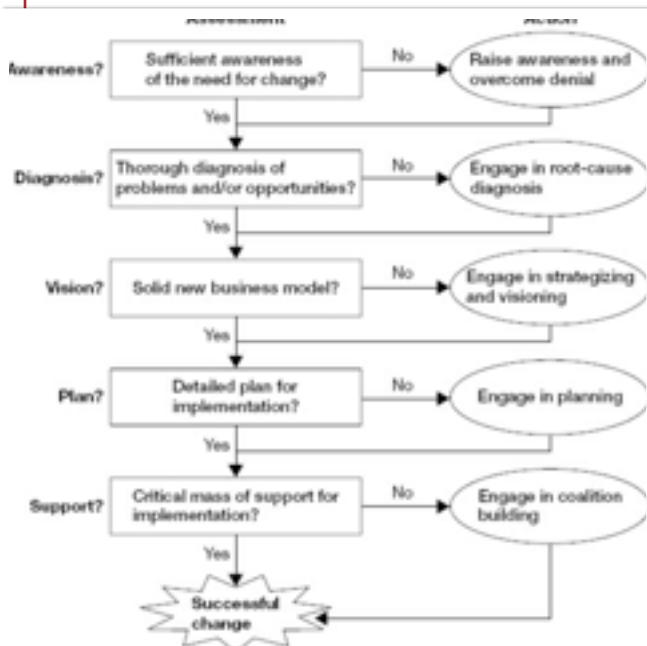 Assessment Action
Awareness?
Sufficient awareness
of the need for change?
No
Raise awareness and
overcome denial
Yes
Diagnosis?
Thorough diagnosis of
problems and/or opportunities?
No
Engage in root-cause
diagnosis
Yes
Vision?
Solid new business model?
No
Engage in strategizing
and visioning
Yes
Plan?
Detailed plan for
implementation?
No
Engage in planning
Yes
Support?
Critical mass of support for
implementation?
No
Engage in coalition
building
Yes
Successful
change